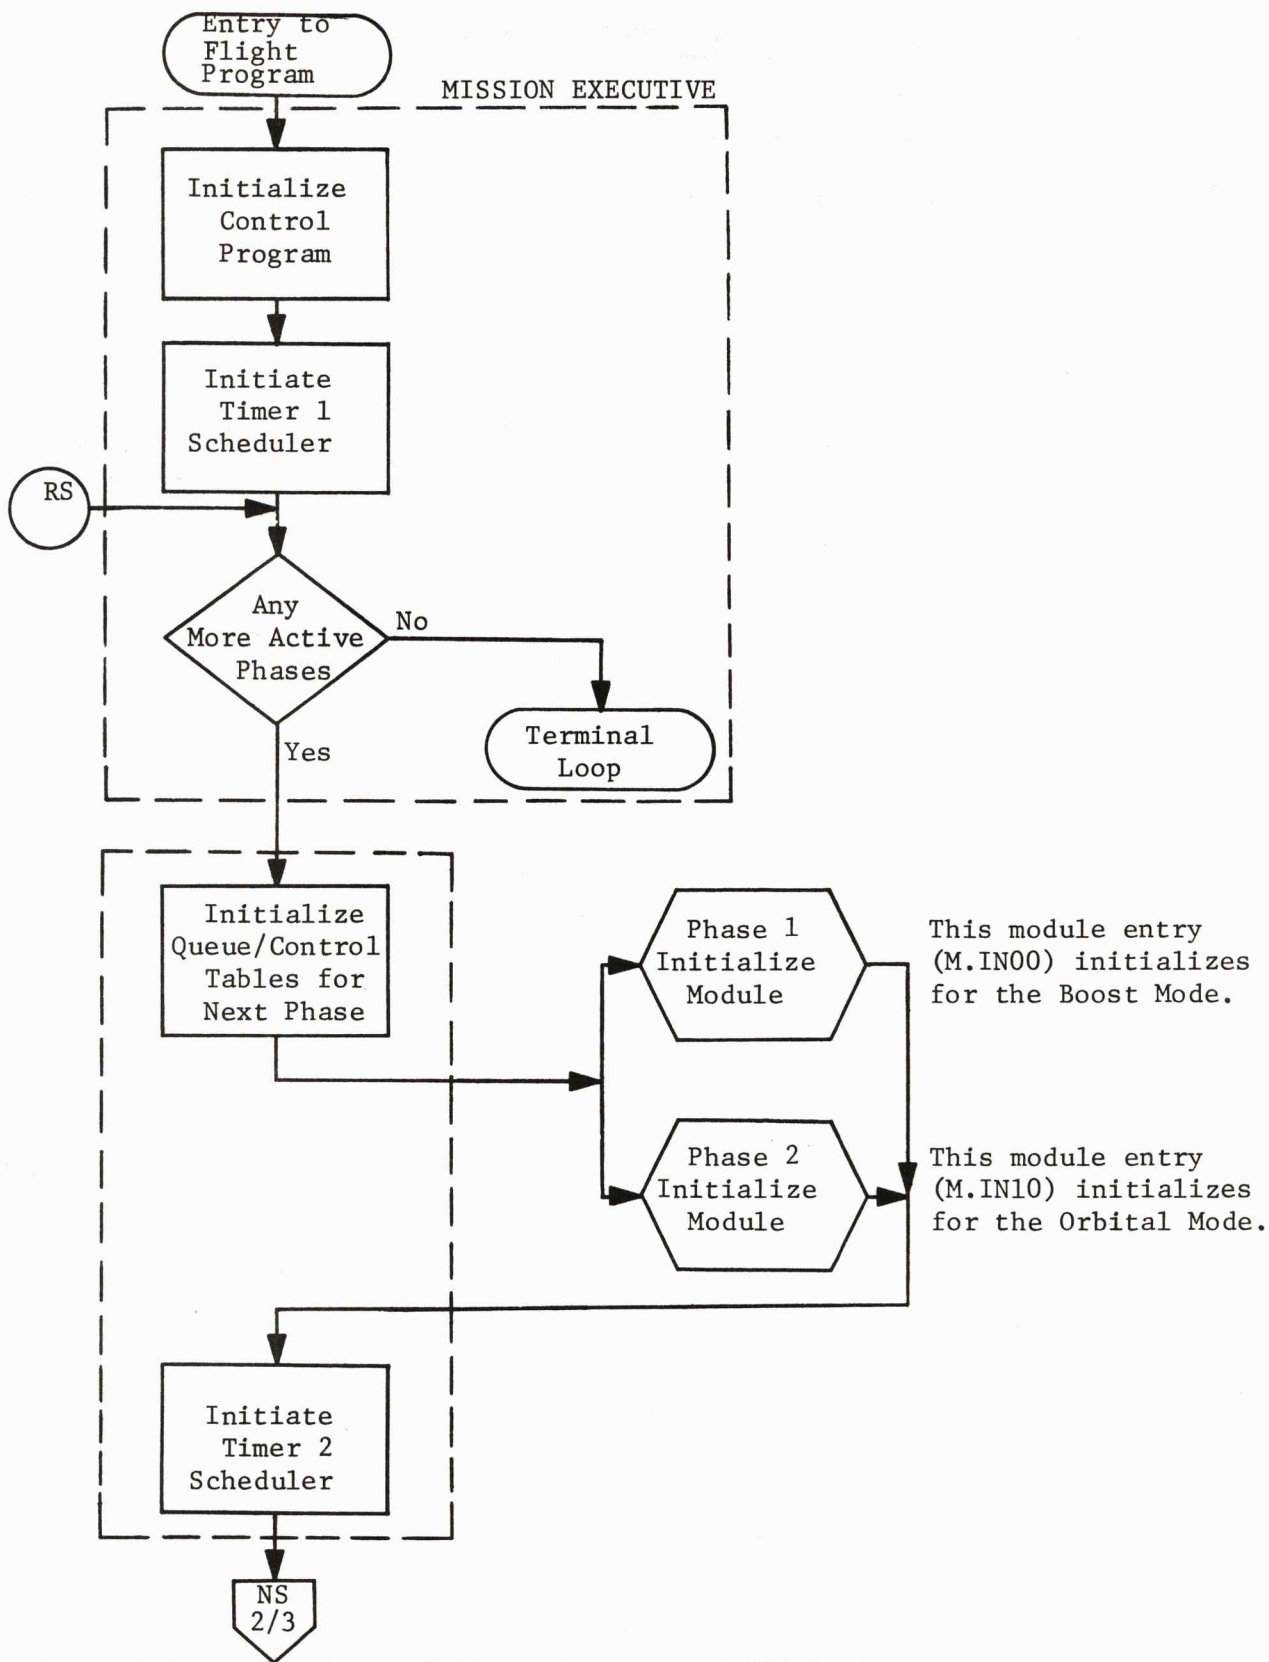 Entry to
Flight
Program
MISSION EXECUTIVE
Initialize
Control
Program
Initiate
Timer 1
Scheduler
RS
Any
More Active
Phases
No
Yes
Terminal
Loop
Initialize
Queue/Control
Tables for
Next Phase
Phase 1
Initialize
Module
This module entry
(M.IN00) initializes
for the Boost Mode.
Phase 2
Initialize
Module
This module entry
(M.IN10) initializes
for the Orbital Mode.
Initiate
Timer 2
Scheduler
NS
2/3